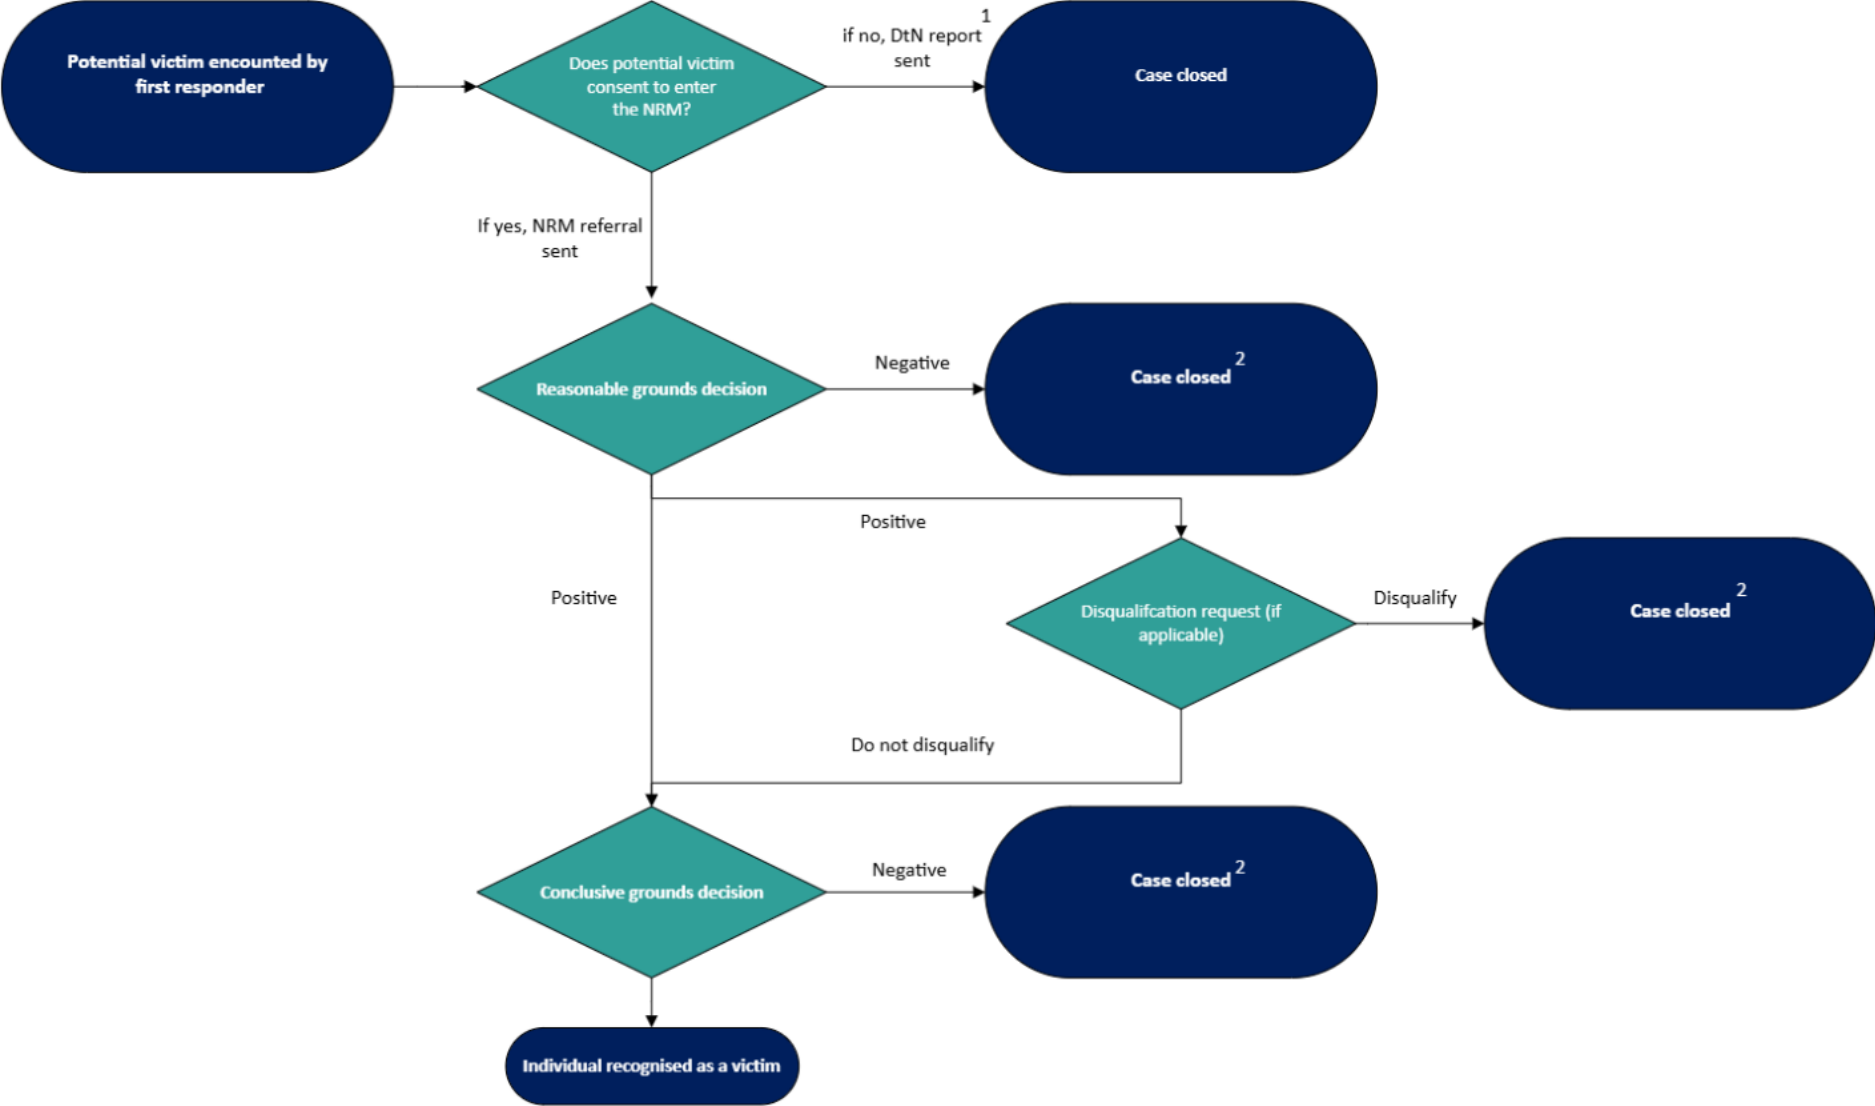 Potential victim encounted by
first responder
Does potential victim
consent to enter
the NRM?
1
if no, DtN report
sent
Case closed
If yes, NRM referral
sent
Reasonable grounds decision
Negative
Case closed 2
Positive
Positive
Disqualifcation request (if
applicable)
Disqualify
Case closed 2
Do not disqualify
Conclusive grounds decision
Negative
Case closed 2
Individual recognised as a victim